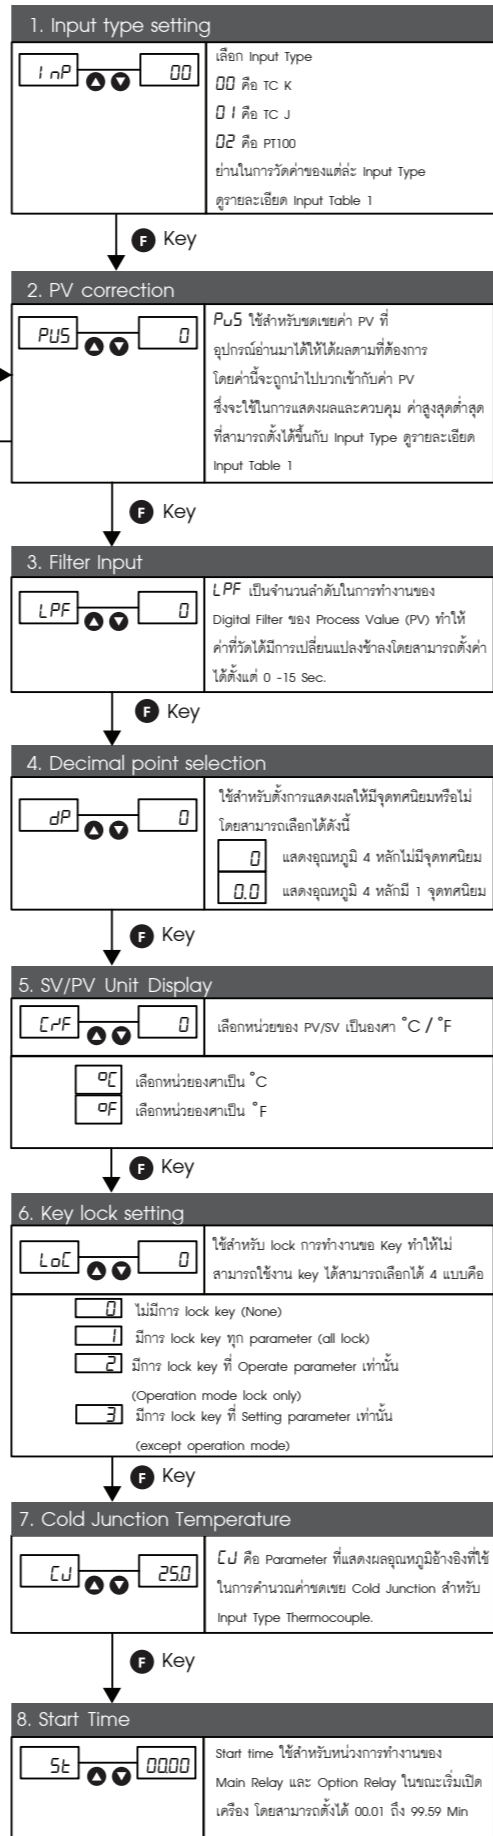 1. Input type setting
InP 00
เลือก Input Type
00 คือ TC K
01 คือ TC J
02 คือ PT100
ย่านในการวัดค่าของแต่ล่ะ Input Type
ดูรายละเอียด Input Table 1
F Key
2. PV correction
PUS 0
PuS ใช้สำหรับชดเชยค่า PV ที่
อุปกรณ์อ่านมาได้ให้ได้ผลตามที่ต้องการ
โดยค่านี้จะถูกนำไปบวกเข้ากับค่า PV
ซึ่งจะใช้ในการแสดงผลและควบคุม ค่าสูงสุดต่ำสุด
ที่สามารถตั้งได้ขึ้นกับ Input Type ดูรายละเอียด
Input Table 1
F Key
3. Filter Input
LPF 0
LPF เป็นจำนวนลำดับในการทำงานของ
Digital Filter ของ Process Value (PV) ทำให้
ค่าที่วัดได้มีการเปลี่ยนแปลงช้าลงโดยสามารถตั้งค่า
ได้ตั้งแต่ 0 -15 Sec.
F Key
4. Decimal point selection
dP 0
ใช้สำหรับตั้งการแสดงผลให้มีจุดทศนิยมหรือไม่
โดยสามารถเลือกได้ดังนี้
0 แสดงอุณหภูมิ 4 หลักไม่มีจุดทศนิยม
0.0 แสดงอุณหภูมิ 4 หลักมี 1 จุดทศนิยม
F Key
5. SV/PV Unit Display
C/F 0
เลือกหน่วยของ PV/SV เป็นองศา °C / °F
°C เลือกหน่วยองศาเป็น °C
°F เลือกหน่วยองศาเป็น °F
F Key
6. Key lock setting
LoC 0
ใช้สำหรับ lock การทำงานขอ Key ทำให้ไม่
สามารถใช้งาน key ได้สามารถเลือกได้ 4 แบบคือ
0 ไม่มีการ lock key (None)
1 มีการ lock key ทุก parameter (all lock)
2 มีการ lock key ที่ Operate parameter เท่านั้น
(Operation mode lock only)
3 มีการ lock key ที่ Setting parameter เท่านั้น
(except operation mode)
F Key
7. Cold Junction Temperature
CJ 25.0
CJ คือ Parameter ที่แสดงผลอุณหภูมิอ้างอิงที่ใช้
ในการคำนวณค่าชดเชย Cold Junction สำหรับ
Input Type Thermocouple.
F Key
8. Start Time
St 00.00
Start time ใช้สำหรับหน่วงการทำงานของ
Main Relay และ Option Relay ในขณะเริ่มเปิด
เครื่อง โดยสามารถตั้งได้ 00.01 ถึง 99.59 Min